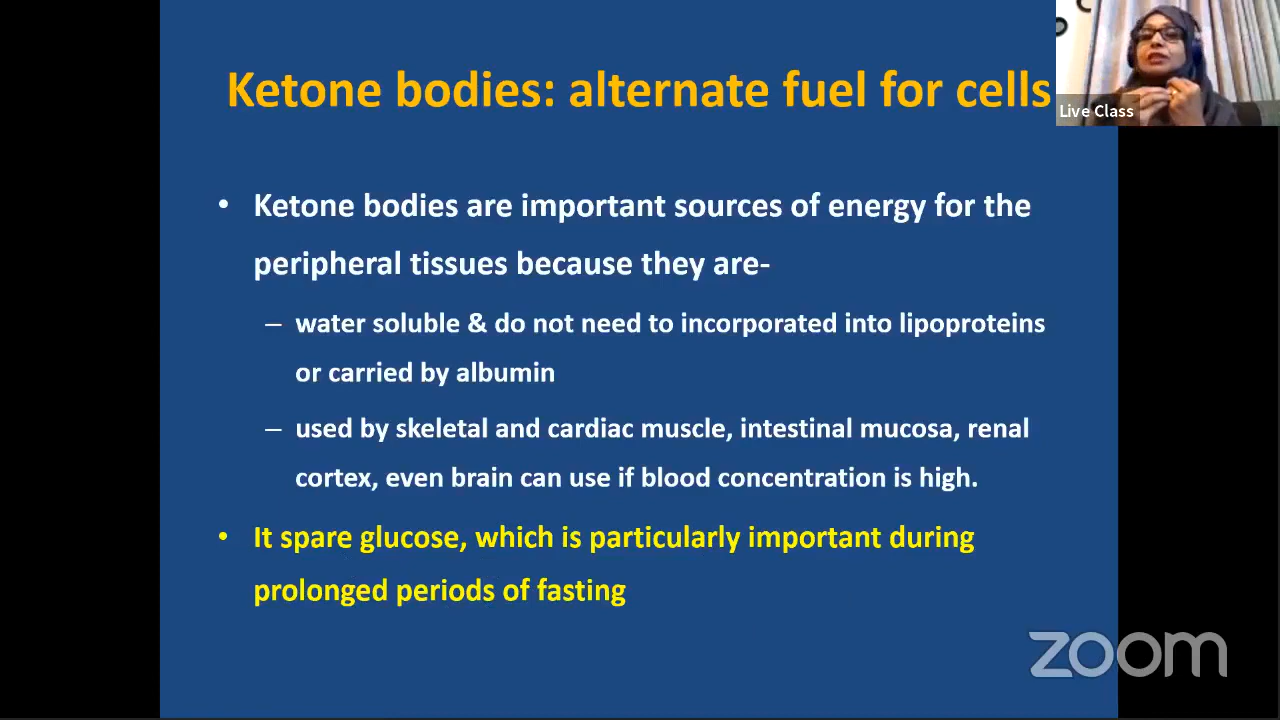 Ketone bodies: alternate fuel for cells
Live Class
• Ketone bodies are important sources of energy for the
peripheral tissues because they are-
– water soluble & do not need to incorporated into lipoproteins
or carried by albumin
– used by skeletal and cardiac muscle, intestinal mucosa, renal
cortex, even brain can use if blood concentration is high.
• It spare glucose, which is particularly important during
prolonged periods of fasting
zoom